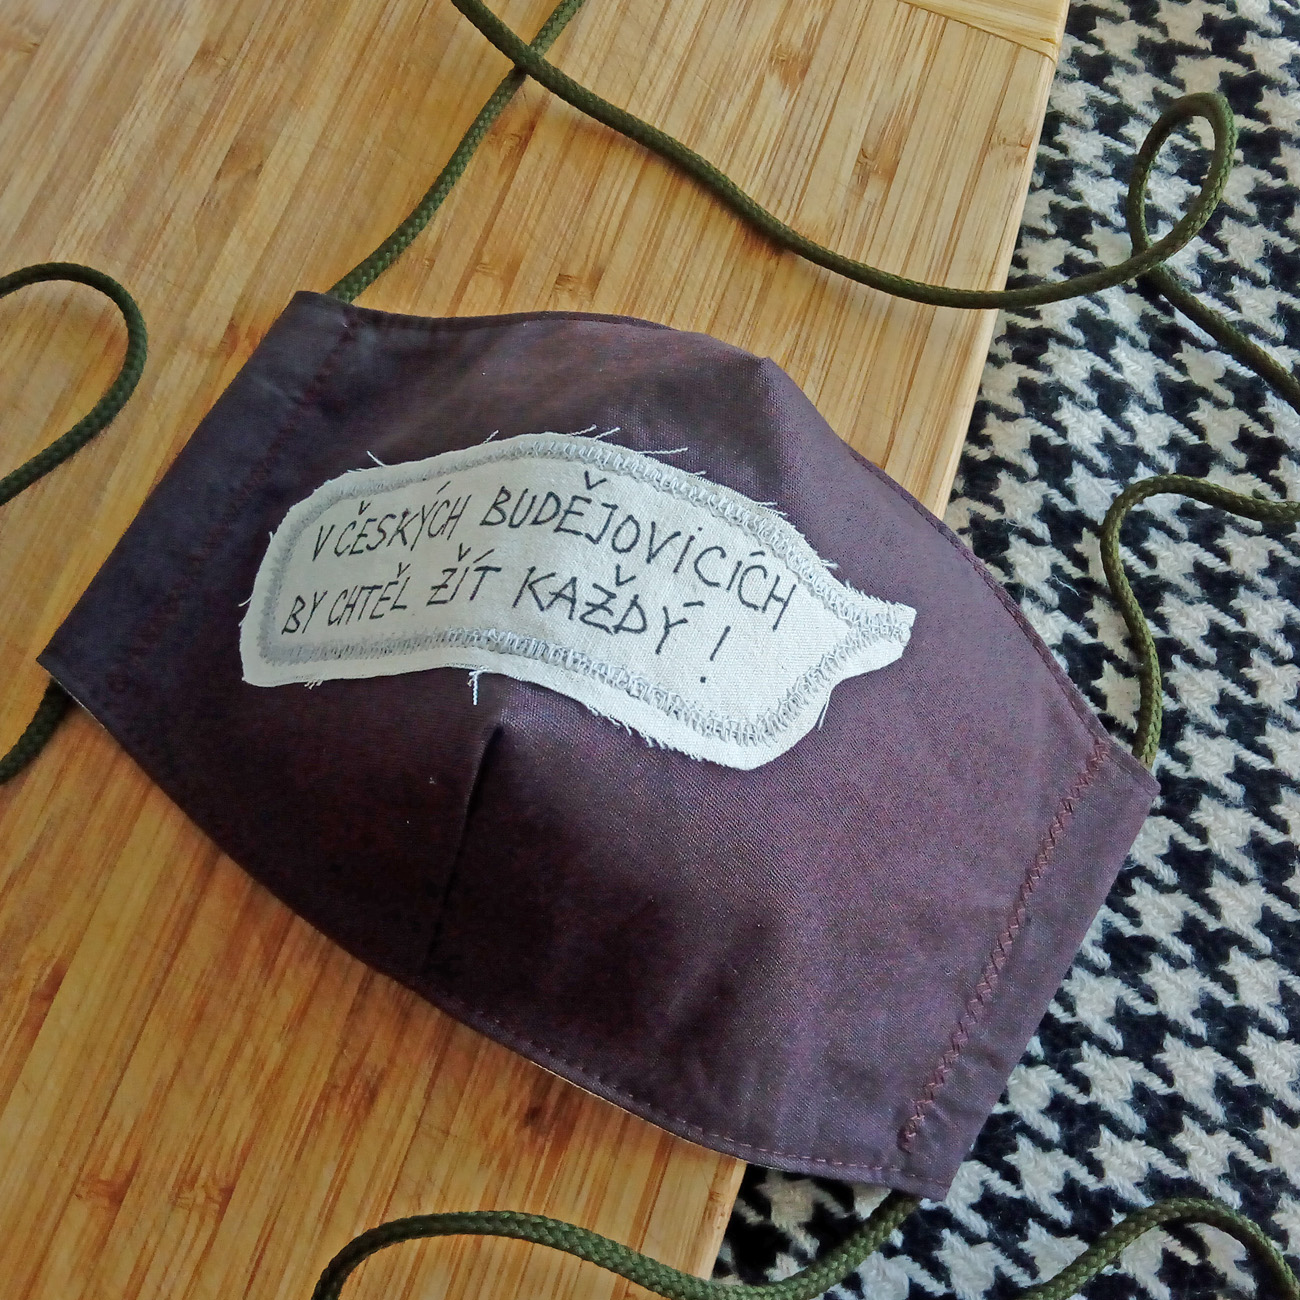 V ČESKÝCH BUDĚJOVICÍCH
BY CHTĚL ŽÍT KAŽDÝ!